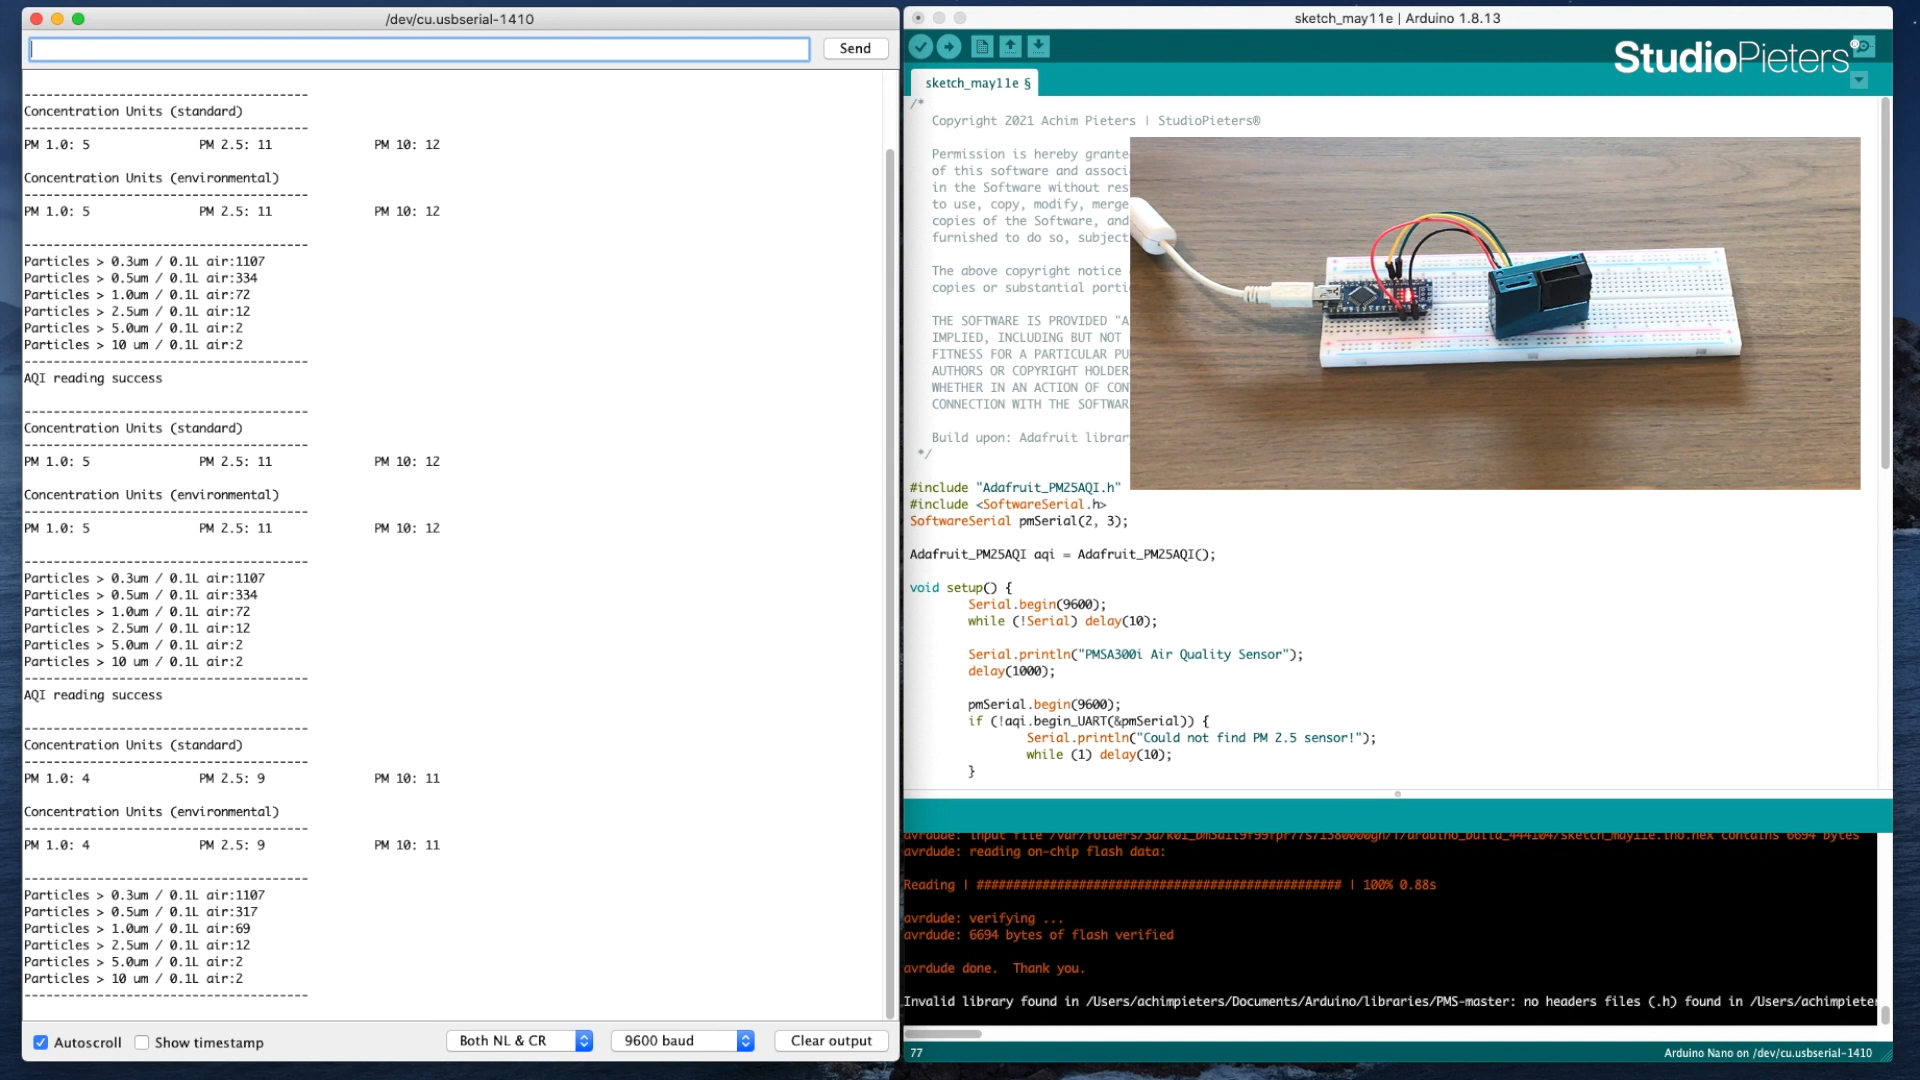 /dev/cu.usbserial-1410
Send
--------------------------------------
Concentration Units (standard)
--------------------------------------
PM 1.0: 5 PM 2.5: 11 PM 10: 12
Concentration Units (environmental)
--------------------------------------
PM 1.0: 5 PM 2.5: 11 PM 10: 12
--------------------------------------
Particles > 0.3um / 0.1L air:1107
Particles > 0.5um / 0.1L air:334
Particles > 1.0um / 0.1L air:72
Particles > 2.5um / 0.1L air:12
Particles > 5.0um / 0.1L air:2
Particles > 10 um / 0.1L air:2
--------------------------------------
AQI reading success
--------------------------------------
Concentration Units (standard)
--------------------------------------
PM 1.0: 5 PM 2.5: 11 PM 10: 12
Concentration Units (environmental)
--------------------------------------
PM 1.0: 5 PM 2.5: 11 PM 10: 12
--------------------------------------
Particles > 0.3um / 0.1L air:1107
Particles > 0.5um / 0.1L air:334
Particles > 1.0um / 0.1L air:72
Particles > 2.5um / 0.1L air:12
Particles > 5.0um / 0.1L air:2
Particles > 10 um / 0.1L air:2
--------------------------------------
AQI reading success
--------------------------------------
Concentration Units (standard)
--------------------------------------
PM 1.0: 4 PM 2.5: 9 PM 10: 11
Concentration Units (environmental)
--------------------------------------
PM 1.0: 4 PM 2.5: 9 PM 10: 11
--------------------------------------
Particles > 0.3um / 0.1L air:1107
Particles > 0.5um / 0.1L air:317
Particles > 1.0um / 0.1L air:69
Particles > 2.5um / 0.1L air:12
Particles > 5.0um / 0.1L air:2
Particles > 10 um / 0.1L air:2
--------------------------------------
Autoscroll Show timestamp Both NL & CR 9600 baud Clear output
sketch_may11e | Arduino 1.8.13
StudioPieters®
sketch_may11e §
/*
Copyright 2021 Achim Pieters | StudioPieters®
Permission is hereby grante
of this software and associ
in the Software without res
to use, copy, modify, merge
copies of the Software, and
furnished to do so, subject
The above copyright notice
copies or substantial porti
THE SOFTWARE IS PROVIDED "A
IMPLIED, INCLUDING BUT NOT
FITNESS FOR A PARTICULAR PU
AUTHORS OR COPYRIGHT HOLDER
WHETHER IN AN ACTION OF CON
CONNECTION WITH THE SOFTWAR
Build upon: Adafruit librar
*/
#include "Adafruit_PM25AQI.h"
#include <SoftwareSerial.h>
SoftwareSerial pmSerial(2, 3);
Adafruit_PM25AQI aqi = Adafruit_PM25AQI();
void setup() {
Serial.begin(9600);
while (!Serial) delay(10);
Serial.println("PMSA300i Air Quality Sensor");
delay(1000);
pmSerial.begin(9600);
if (!aqi.begin_UART(&pmSerial)) {
Serial.println("Could not find PM 2.5 sensor!");
while (1) delay(10);
}
avrdude: reading on-chip flash data:
Reading | ################################################## | 100% 0.88s
avrdude: verifying ...
avrdude: 6694 bytes of flash verified
avrdude done. Thank you.
Invalid library found in /Users/achimpieters/Documents/Arduino/libraries/PMS-master: no headers files (.h) found in /Users/achimpieter
77
Arduino Nano on /dev/cu.usbserial-1410